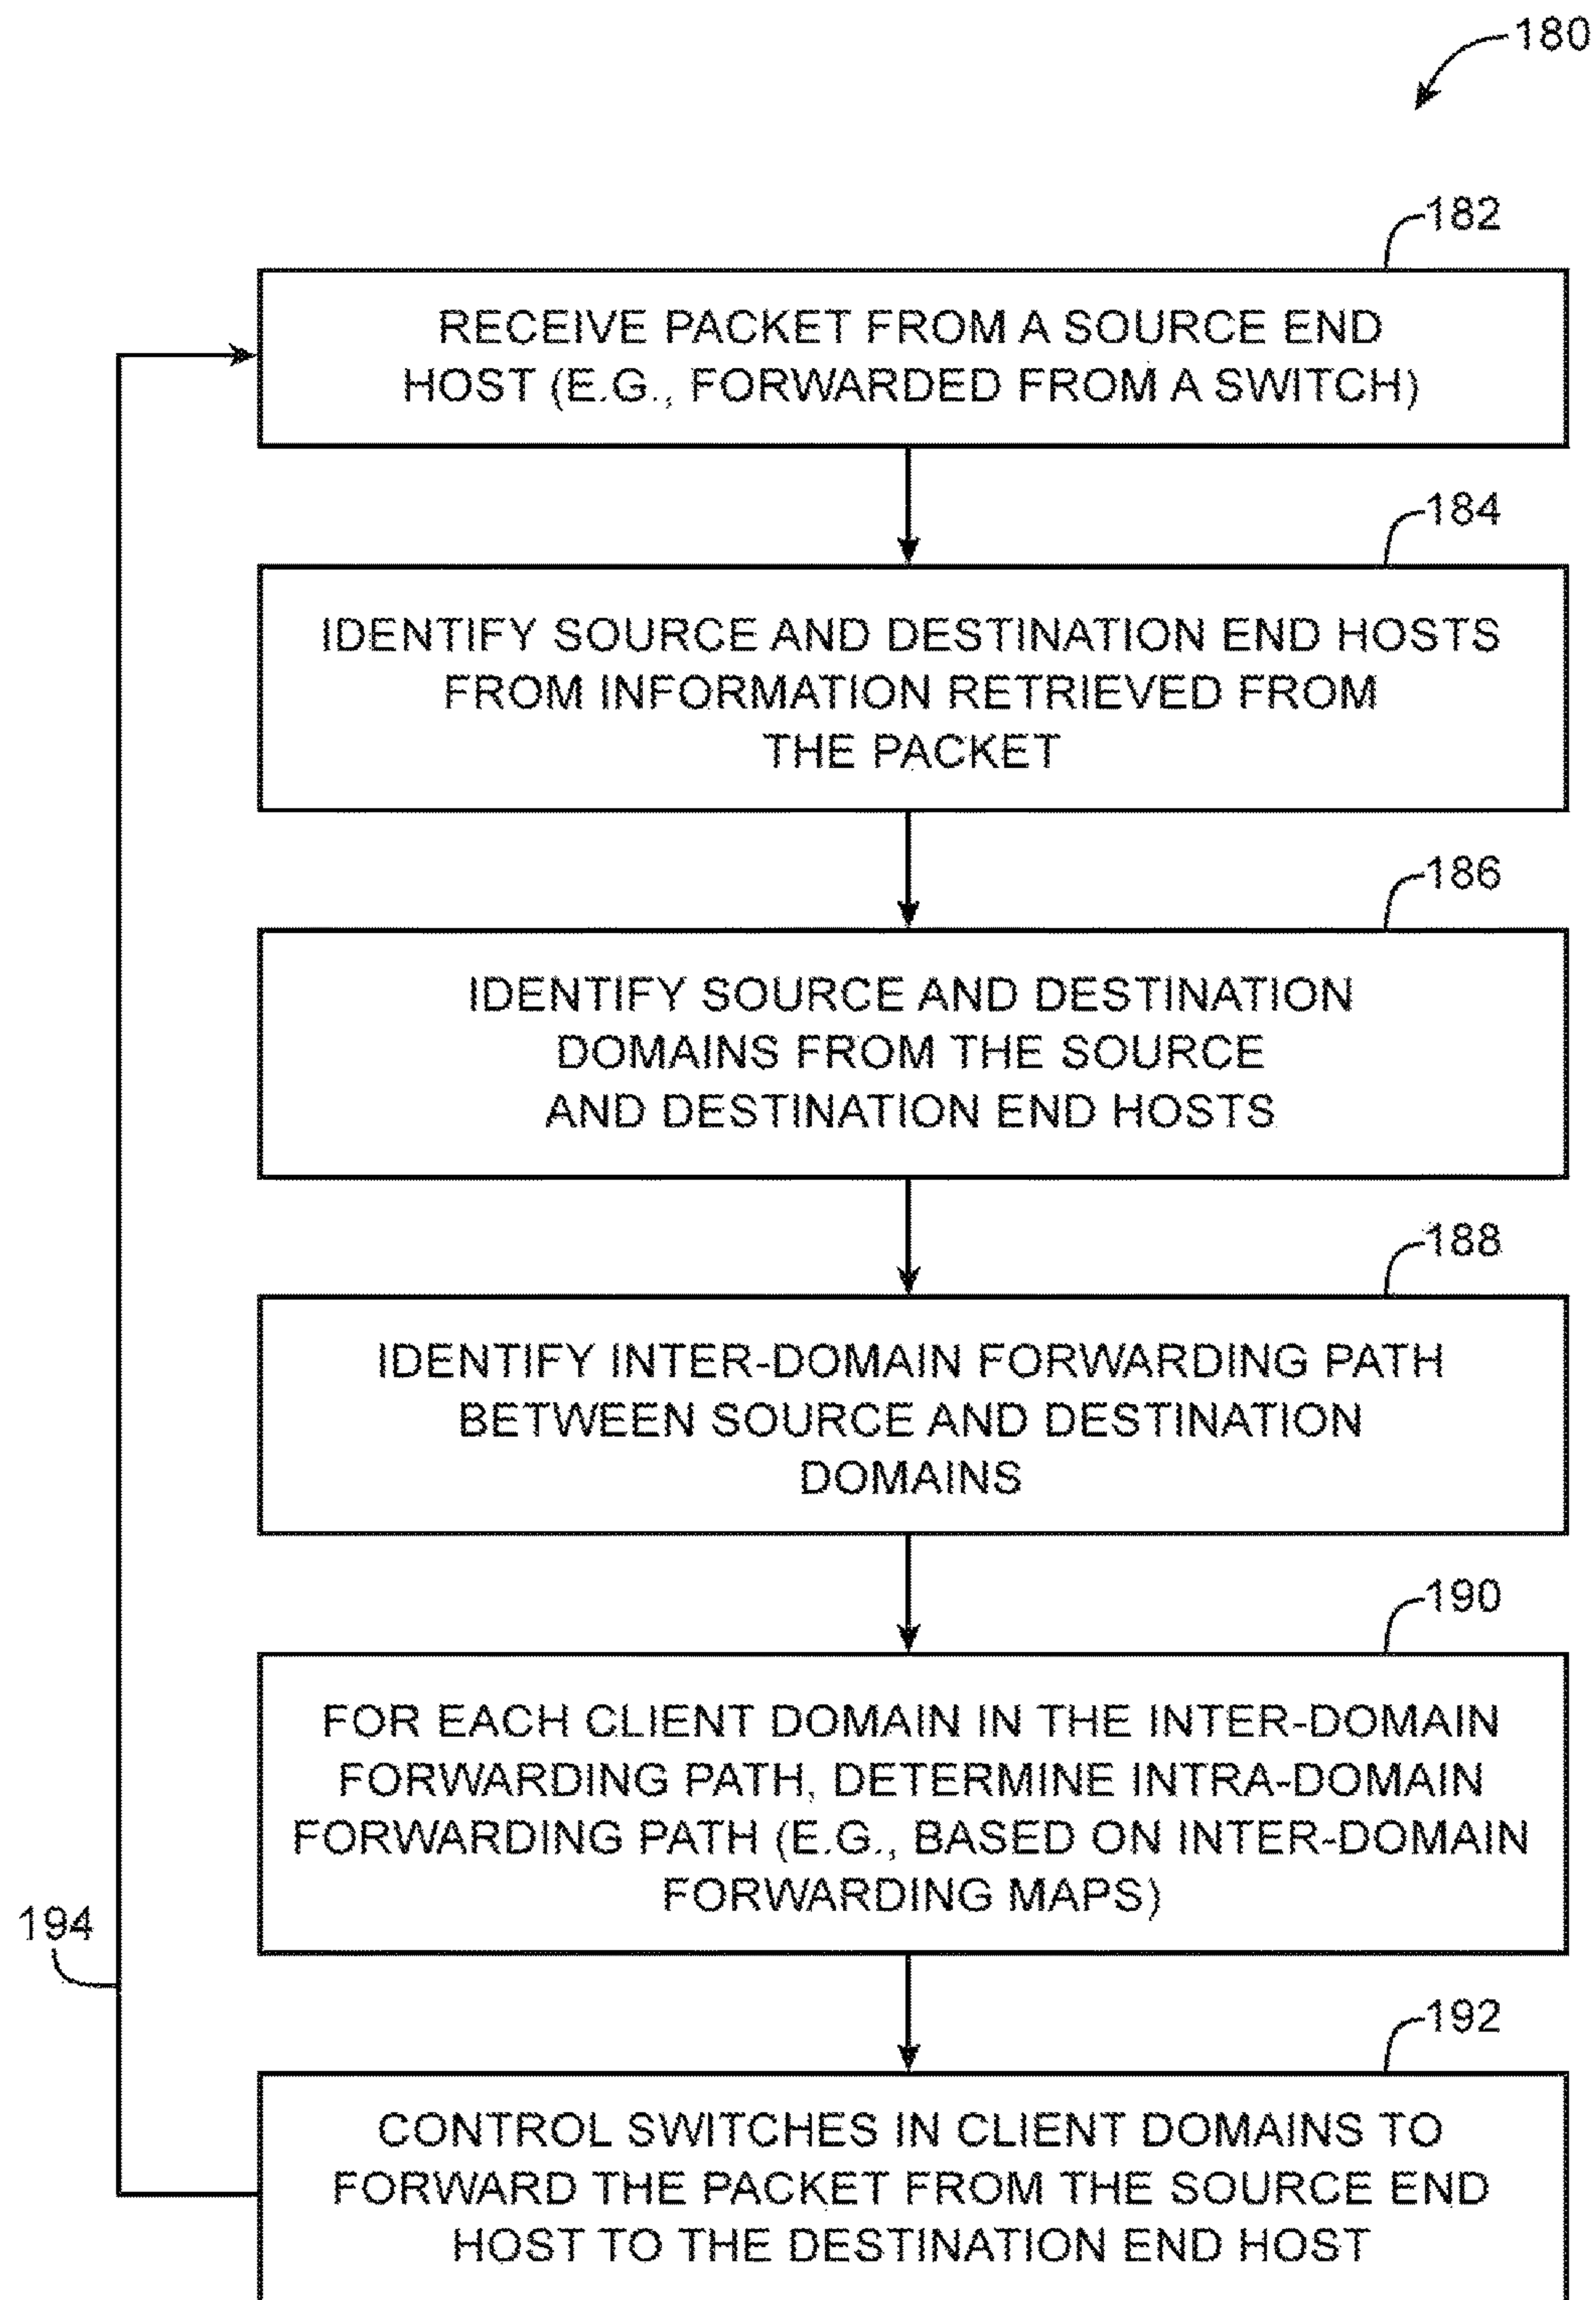 180
182
RECEIVE PACKET FROM A SOURCE END
HOST (E.G., FORWARDED FROM A SWITCH)
184
IDENTIFY SOURCE AND DESTINATION END HOSTS
FROM INFORMATION RETRIEVED FROM
THE PACKET
186
IDENTIFY SOURCE AND DESTINATION
DOMAINS FROM THE SOURCE
AND DESTINATION END HOSTS
188
IDENTIFY INTER-DOMAIN FORWARDING PATH
BETWEEN SOURCE AND DESTINATION
DOMAINS
190
FOR EACH CLIENT DOMAIN IN THE INTER-DOMAIN
FORWARDING PATH, DETERMINE INTRA-DOMAIN
FORWARDING PATH (E.G., BASED ON INTER-DOMAIN
FORWARDING MAPS)
194
192
CONTROL SWITCHES IN CLIENT DOMAINS TO
FORWARD THE PACKET FROM THE SOURCE END
HOST TO THE DESTINATION END HOST